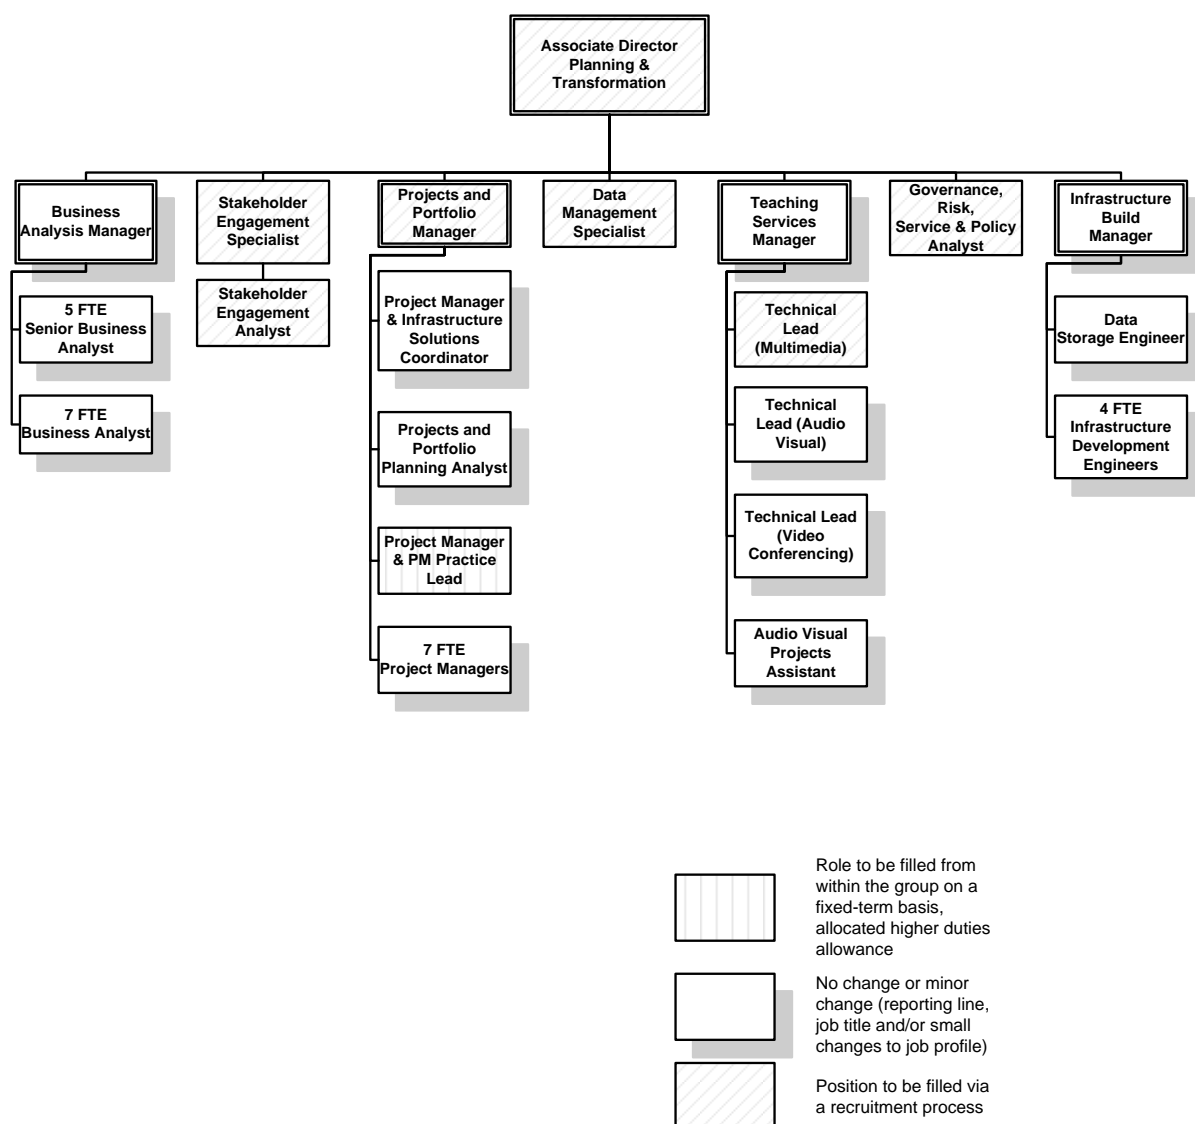 Associate Director
Planning &
Transformation
Business
Analysis Manager
Stakeholder
Engagement
Specialist
Projects and
Portfolio
Manager
Data
Management
Specialist
Teaching
Services
Manager
Governance,
Risk,
Service & Policy
Analyst
Infrastructure
Build
Manager
5 FTE
Senior Business
Analyst
7 FTE
Business Analyst
Stakeholder
Engagement
Analyst
Project Manager
& Infrastructure
Solutions
Coordinator
Projects and
Portfolio
Planning Analyst
Project Manager
& PM Practice
Lead
7 FTE
Project Managers
Technical
Lead
(Multimedia)
Technical
Lead (Audio
Visual)
Technical Lead
(Video
Conferencing)
Audio Visual
Projects
Assistant
Data
Storage Engineer
4 FTE
Infrastructure
Development
Engineers
Role to be filled from
within the group on a
fixed-term basis,
allocated higher duties
allowance
No change or minor
change (reporting line,
job title and/or small
changes to job profile)
Position to be filled via
a recruitment process